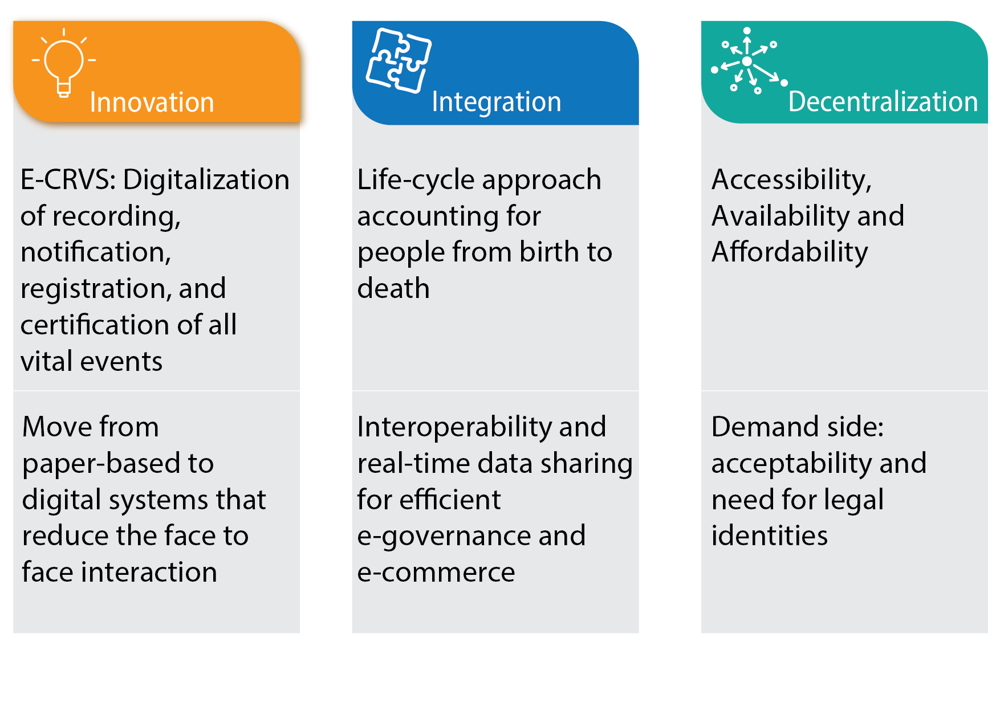 Innovation
E-CRVS: Digitalization
of recording,
notification,
registration, and
certification of all
vital events
Move from
paper-based to
digital systems that
reduce the face to
face interaction
Integration
Life-cycle approach
accounting for
people from birth to
death
Interoperability and
real-time data sharing
for efficient
e-governance and
e-commerce
Decentralization
Accessibility,
Availability and
Affordability
Demand side:
acceptability and
need for legal
identities